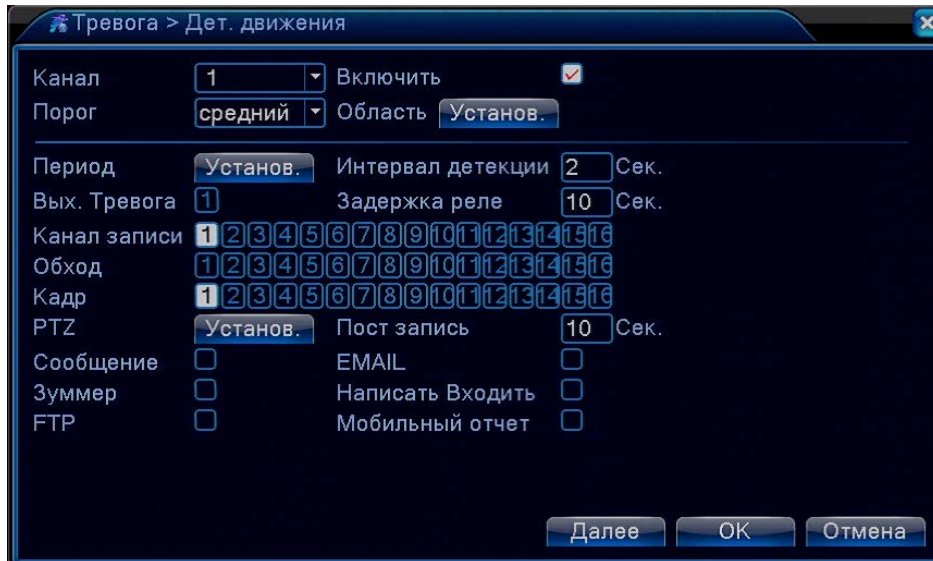 Тревога > Дет. движения
Канал 1 Включить
Порог средний Область Установ.
Период Установ. Интервал детекции 2 Сек.
Вых. Тревога 1 Задержка реле 10 Сек.
Канал записи 1 2 3 4 5 6 7 8 9 10 11 12 13 14 15 16
Обход 1 2 3 4 5 6 7 8 9 10 11 12 13 14 15 16
Кадр 1 2 3 4 5 6 7 8 9 10 11 12 13 14 15 16
PTZ Установ. Пост запись 10 Сек.
Сообщение EMAIL
Зуммер Написать Входить
FTP Мобильный отчет
Далее OK Отмена